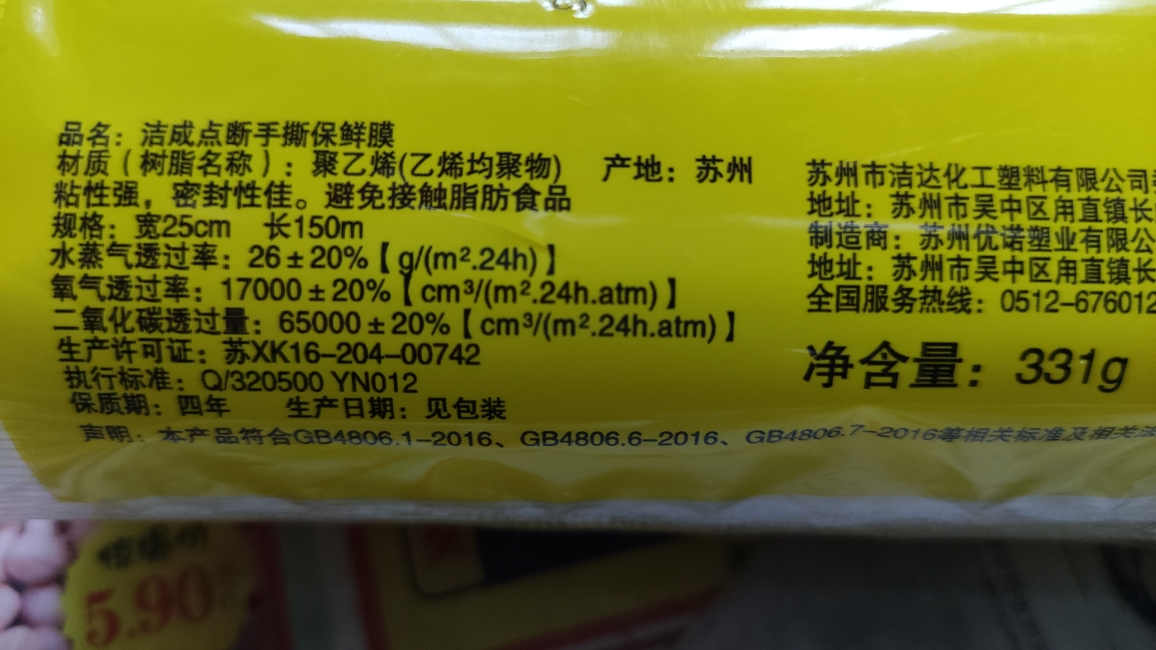 品名：洁成点断手撕保鲜膜
材质（树脂名称）：聚乙烯(乙烯均聚物) 产地：苏州
粘性强，密封性佳。避免接触脂肪食品
规格：宽25cm 长150m
水蒸气透过率：26±20%【g/(m².24h)】
氧气透过率：17000±20%【cm³/(m².24h.atm)】
二氧化碳透过量：65000±20%【cm³/(m².24h.atm)】
生产许可证：苏XK16-204-00742
执行标准：Q/320500 YN012
保质期：四年 生产日期：见包装
声明：本产品符合GB4806.1-2016、GB4806.6-2016、GB4806.7-2016等相关标准及相关
苏州市洁达化工塑料有限公司
地址：苏州市吴中区甪直镇长
制造商：苏州优诺塑业有限公
地址：苏州市吴中区甪直镇长
全国服务热线：0512-676012
净含量：331g
5.90